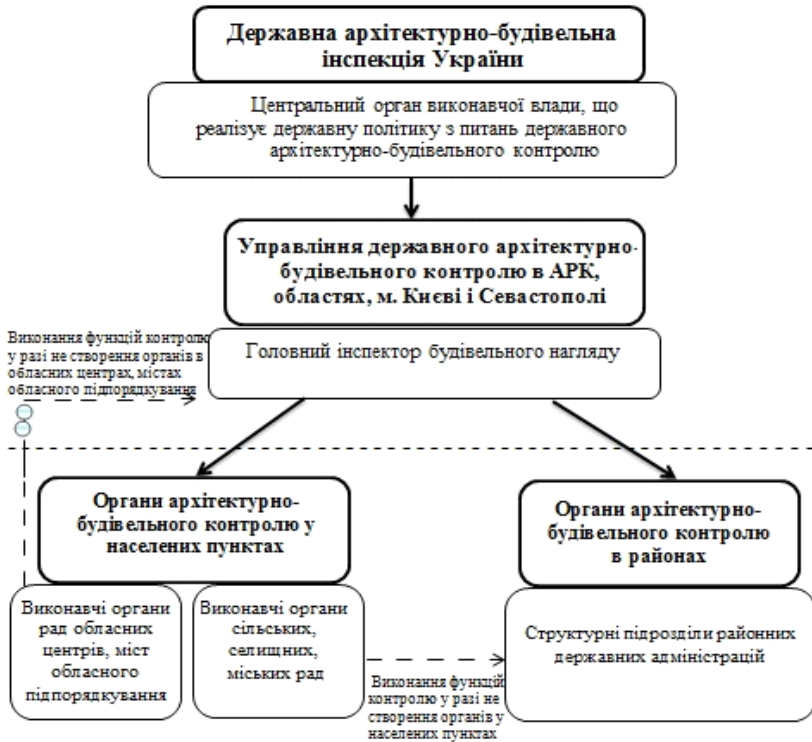 Державна архітектурно-будівельна
інспекція України
Центральний орган виконавчої влади, що
реалізує державну політику з питань державного
архітектурно-будівельного контролю
Управління державного архітектурно-
будівельного контролю в АРК,
областях, м. Києві і Севастополі
Головний інспектор будівельного нагляду
Виконання функцій контролю
у разі не створення органів в
обласних центрах, містах
обласного підпорядкування
Органи архітектурно-
будівельного контролю у
населених пунктах
Виконавчі органи
рад обласних
центрів, міст
обласного
підпорядкування
Виконавчі органи
сільських,
селищних,
міських рад
Виконання функцій
контролю у разі не
створення органів у
населених пунктах
Органи архітектурно-
будівельного контролю
в районах
Структурні підрозділи районних
державних адміністрацій